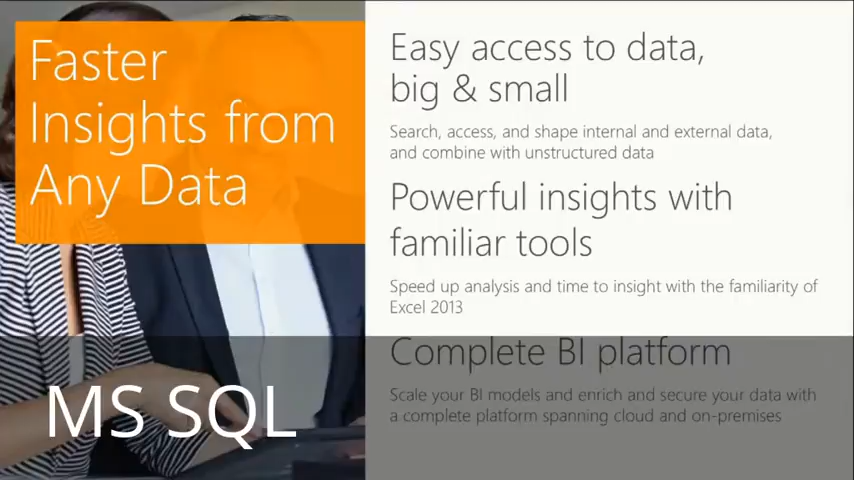 Faster
Insights from
Any Data
Easy access to data,
big & small
Search, access, and shape internal and external data,
and combine with unstructured data
Powerful insights with
familiar tools
Speed up analysis and time to insight with the familiarity of
Excel 2013
Complete BI platform
Scale your BI models and enrich and secure your data with
a complete platform spanning cloud and on-premises
MS SQL